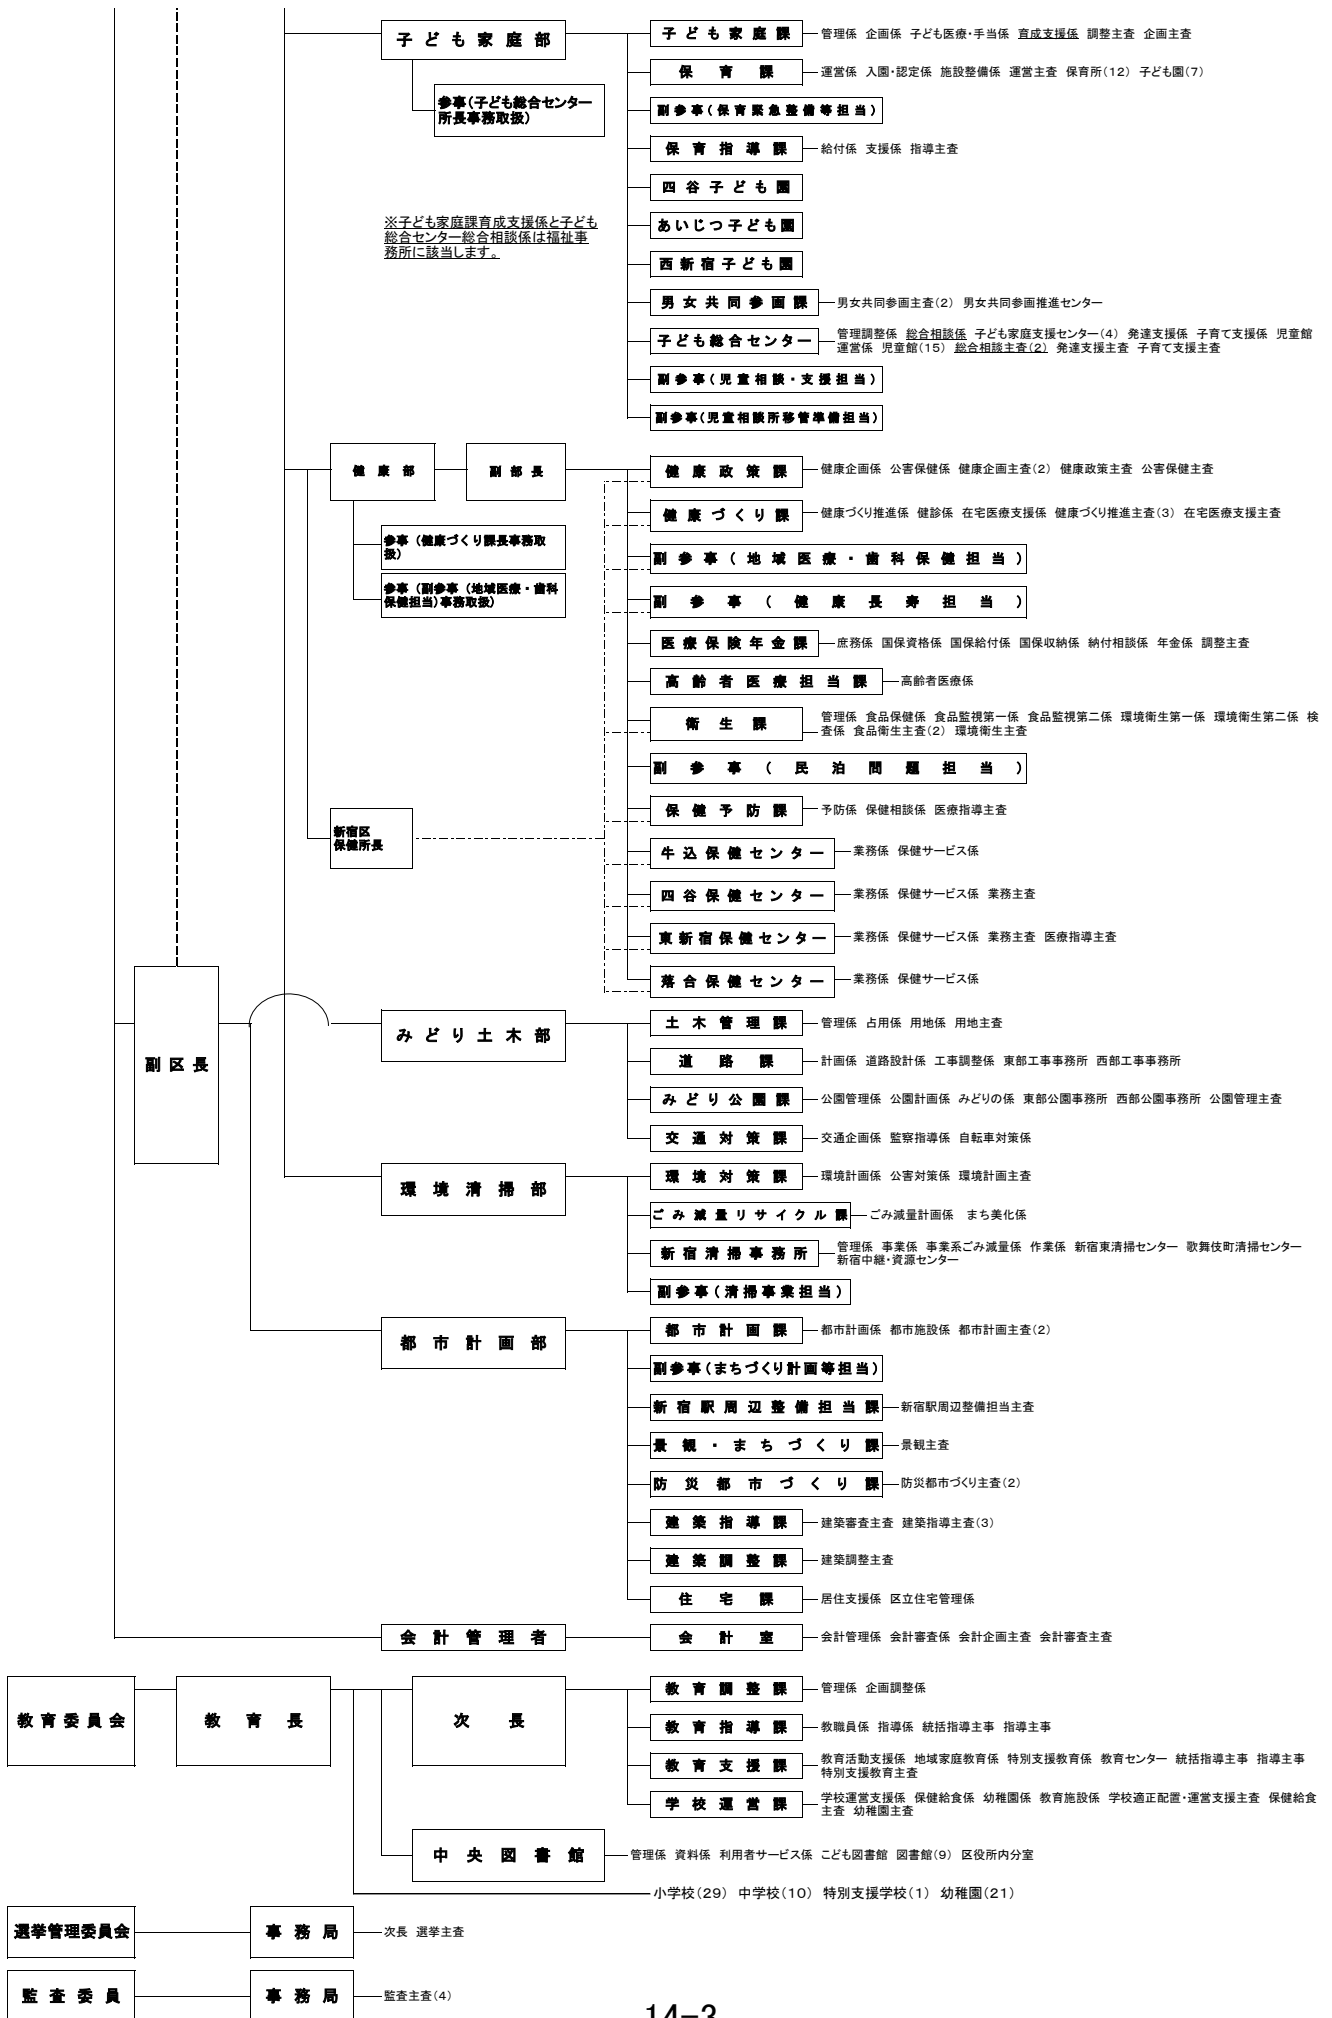 子ども家庭部
子ども家庭課 管理係 企画係 子ども医療・手当係 育成支援係 調整主査 企画主査
保育課 運営係 入園・認定係 施設整備係 運営主査 保育所(12) 子ども園(7)
参事(子ども総合センター
所長事務取扱)
副参事(保育緊急整備等担当)
保育指導課 給付係 支援係 指導主査
四谷子ども園
※子ども家庭課育成支援係と子ども
総合センター総合相談係は福祉事
務所に該当します。
あいじつ子ども園
西新宿子ども園
男女共同参画課 男女共同参画主査(2) 男女共同参画推進センター
子ども総合センター 管理調整係 総合相談係 子ども家庭支援センター(4) 発達支援係 子育て支援係 児童館
運営係 児童館(15) 総合相談主査(2) 発達支援主査 子育て支援主査
副参事(児童相談・支援担当)
副参事(児童相談所移管準備担当)
健康部 副部長
健康政策課 健康企画係 公害保健係 健康企画主査(2) 健康政策主査 公害保健主査
健康づくり課 健康づくり推進係 健診係 在宅医療支援係 健康づくり推進主査(3) 在宅医療支援主査
参事(健康づくり課長事務取
扱)
副参事(地域医療・歯科保健担当)
参事(副参事(地域医療・歯科
保健担当)事務取扱)
副参事(健康長寿担当)
医療保険年金課 庶務係 国保資格係 国保給付係 国保収納係 納付相談係 年金係 調整主査
高齢者医療担当課 高齢者医療係
衛生課 管理係 食品保健係 食品監視第一係 食品監視第二係 環境衛生第一係 環境衛生第二係 検
査係 食品衛生主査(2) 環境衛生主査
副参事(民泊問題担当)
保健予防課 予防係 保健相談係 医療指導主査
新宿区
保健所長
牛込保健センター 業務係 保健サービス係
四谷保健センター 業務係 保健サービス係 業務主査
東新宿保健センター 業務係 保健サービス係 業務主査 医療指導主査
落合保健センター 業務係 保健サービス係
副区長
みどり土木部
土木管理課 管理係 占用係 用地係 用地主査
道路課 計画係 道路設計係 工事調整係 東部工事事務所 西部工事事務所
みどり公園課 公園管理係 公園計画係 みどりの係 東部公園事務所 西部公園事務所 公園管理主査
交通対策課 交通企画係 監察指導係 自転車対策係
環境清掃部
環境対策課 環境計画係 公害対策係 環境計画主査
ごみ減量リサイクル課 ごみ減量計画係 まち美化係
新宿清掃事務所 管理係 事業係 事業系ごみ減量係 作業係 新宿東清掃センター 歌舞伎町清掃センター
新宿中継・資源センター
副参事(清掃事業担当)
都市計画部
都市計画課 都市計画係 都市施設係 都市計画主査(2)
副参事(まちづくり計画等担当)
新宿駅周辺整備担当課 新宿駅周辺整備担当主査
景観・まちづくり課 景観主査
防災都市づくり課 防災都市づくり主査(2)
建築指導課 建築審査主査 建築指導主査(3)
建築調整課 建築調整主査
住宅課 居住支援係 区立住宅管理係
会計管理者 会計室 会計管理係 会計審査係 会計企画主査 会計審査主査
教育委員会 教育長 次長
教育調整課 管理係 企画調整係
教育指導課 教職員係 指導係 統括指導主事 指導主事
教育支援課 教育活動支援係 地域家庭教育係 特別支援教育係 教育センター 統括指導主事 指導主事
特別支援教育主査
学校運営課 学校運営支援係 保健給食係 幼稚園係 教育施設係 学校適正配置・運営支援主査 保健給食
主査 幼稚園主査
中央図書館 管理係 資料係 利用者サービス係 こども図書館 図書館(9) 区役所内分室
小学校(29) 中学校(10) 特別支援学校(1) 幼稚園(21)
選挙管理委員会 事務局 次長 選挙主査
監査委員 事務局 監査主査(4)
14-3